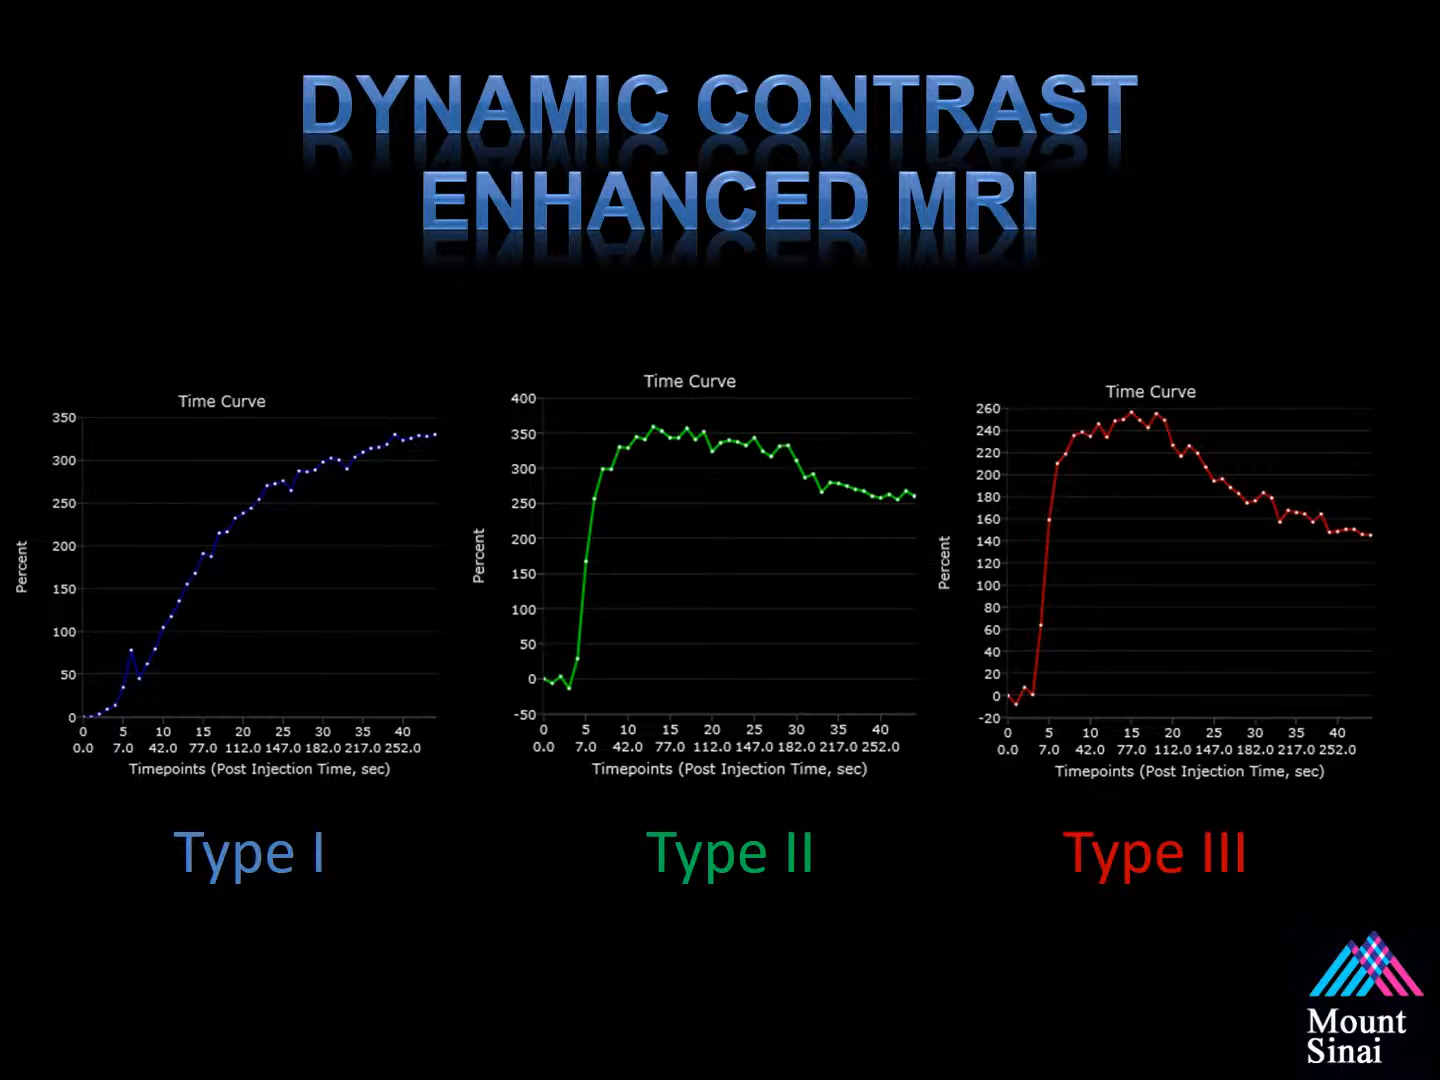 DYNAMIC CONTRAST
ENHANCED MRI
Time Curve
350
300
250
200
150
100
50
0
Percent
0 5 10 15 20 25 30 35 40
0.0 7.0 42.0 77.0 112.0 147.0 182.0 217.0 252.0
Timepoints (Post Injection Time, sec)
Type I
Time Curve
400
350
300
250
200
150
100
50
0
-50
Percent
0 5 10 15 20 25 30 35 40
0.0 7.0 42.0 77.0 112.0 147.0 182.0 217.0 252.0
Timepoints (Post Injection Time, sec)
Type II
Time Curve
260
240
220
200
180
160
140
120
100
80
60
40
20
0
-20
Percent
0 5 10 15 20 25 30 35 40
0.0 7.0 42.0 77.0 112.0 147.0 182.0 217.0 252.0
Timepoints (Post Injection Time, sec)
Type III
Mount
Sinai